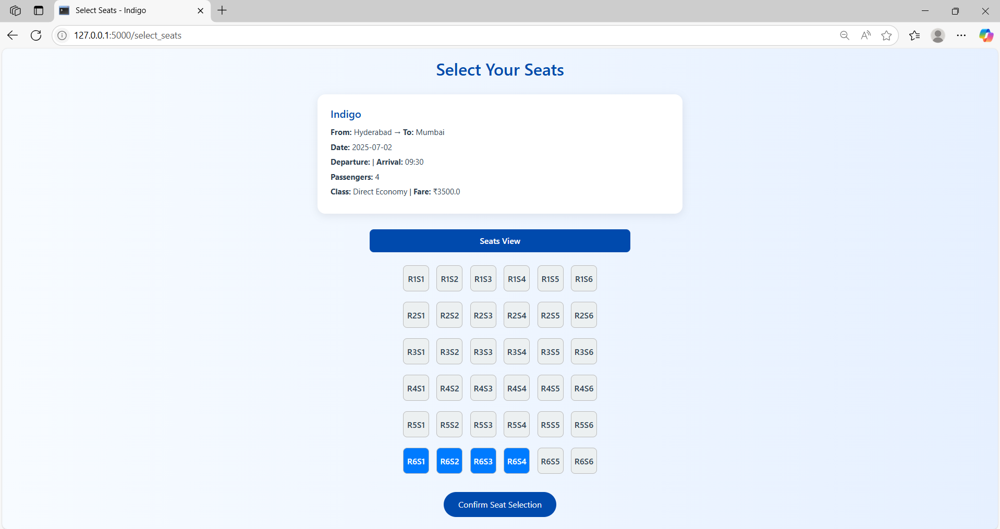 Select Seats - Indigo
127.0.0.1:5000/select_seats
Select Your Seats
Indigo
From: Hyderabad → To: Mumbai
Date: 2025-07-02
Departure: | Arrival: 09:30
Passengers: 4
Class: Direct Economy | Fare: ₹3500.0
Seats View
R1S1 R1S2 R1S3 R1S4 R1S5 R1S6
R2S1 R2S2 R2S3 R2S4 R2S5 R2S6
R3S1 R3S2 R3S3 R3S4 R3S5 R3S6
R4S1 R4S2 R4S3 R4S4 R4S5 R4S6
R5S1 R5S2 R5S3 R5S4 R5S5 R5S6
R6S1 R6S2 R6S3 R6S4 R6S5 R6S6
Confirm Seat Selection